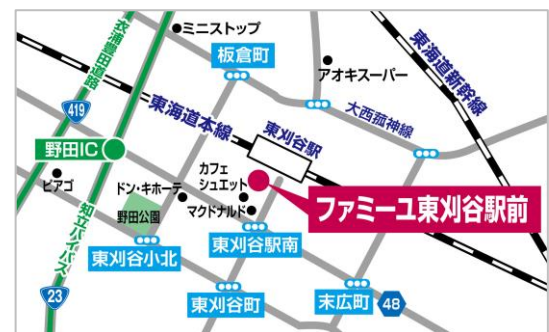 ミニストップ
衣浦豊田道路
板倉町
アオキスーパー
東海道新幹線
419
東海道本線
大西孤神線
東刈谷駅
野田IC
ピアゴ
ドン・キホーテ
カフェ
シュエット
マクドナルド
野田公園
ファミーユ東刈谷駅前
知立バイパス
東刈谷小北
東刈谷駅南
23
東刈谷町
末広町
48